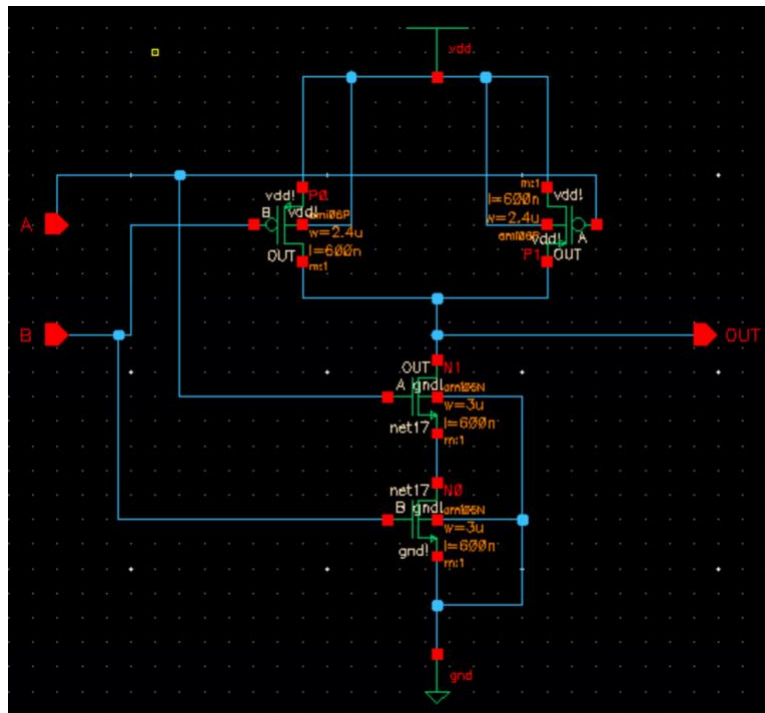 vdd
vdd!
P0
B
vdd!
ami06P
w=2.4u
l=600n
OUT
m:1
m:1
l=600n
vdd!
w=2.4u
ami06P
vdd!
A
P1
OUT
A
B
OUT
OUT
N1
A
gnd!
ami06N
w=3u
l=600n
net17
m:1
net17
N0
B
gnd!
ami06N
w=3u
l=600n
gnd!
m:1
gnd